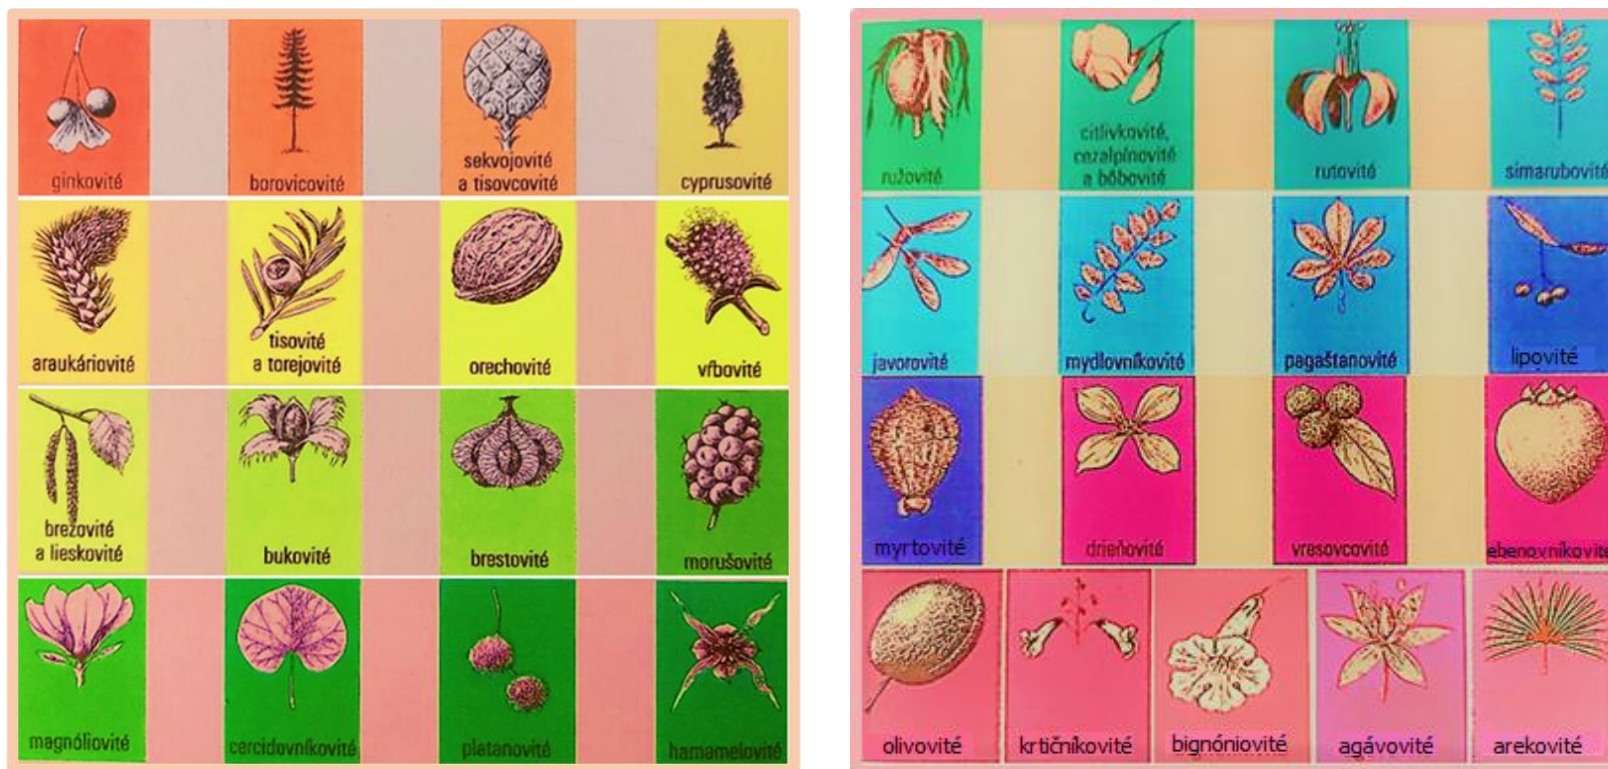 ginkovité
borovicovité
sekvojovité
a tisovcovité
cyprusovité
araukáriovité
tisovité
a torejovité
orechovité
vŕbovité
brezovité
a lieskovité
bukovité
brestovité
morušovité
magnóliovité
cercidovníkovité
platanovité
hamamelovité
ružovité
citlivkovité,
cezalpínovité
a bôbovité
rutovité
simarubovité
javorovité
mydlovníkovité
pagaštanovité
lipovité
myrtovité
drieňovité
vresovcovité
ebenovníkovité
olivovité
krtičníkovité
bignóniovité
agávovité
arekovité